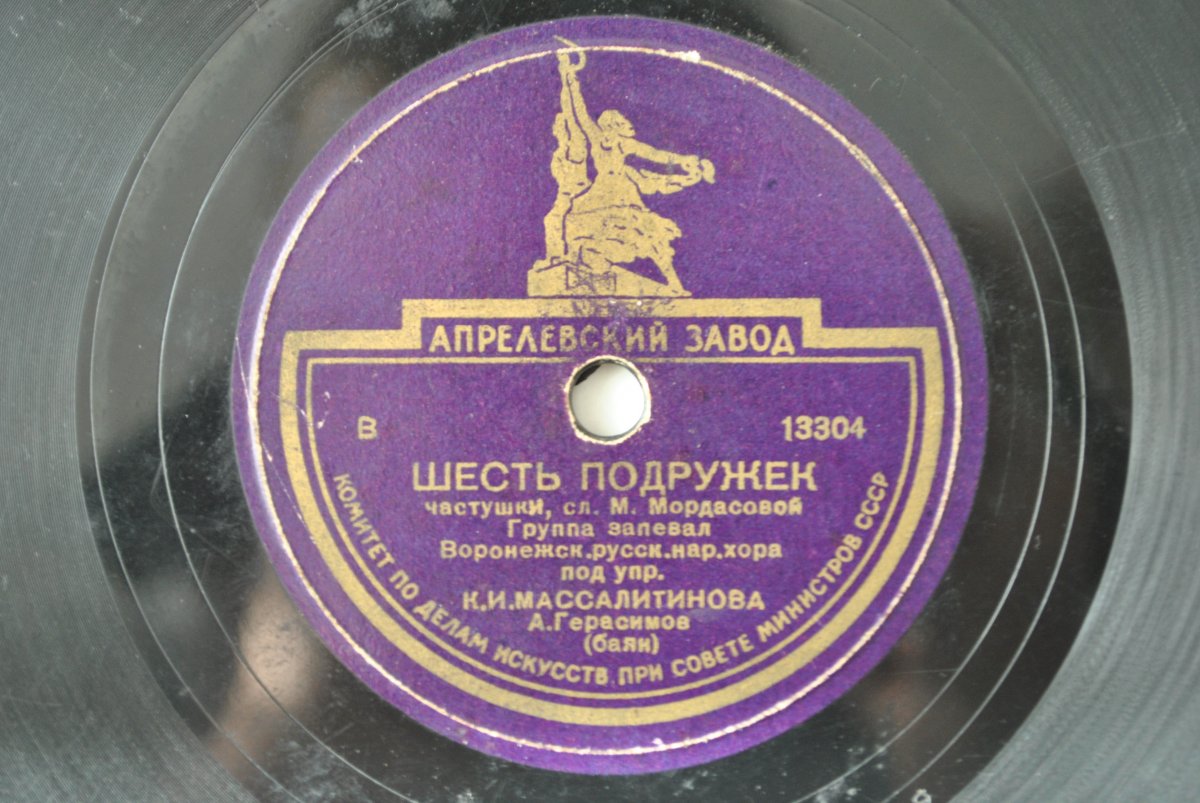 АПРЕЛЕВСКИЙ ЗАВОД
В 13304
ШЕСТЬ ПОДРУЖЕК
частушки, сл. М. Мордасовой
Группа запевал
Воронежск.русск.нар.хора
под упр.
К.И.МАССАЛИТИНОВА
А.Герасимов
(баян)
КОМИТЕТ ПО ДЕЛАМ ИСКУССТВ ПРИ СОВЕТЕ МИНИСТРОВ СССР